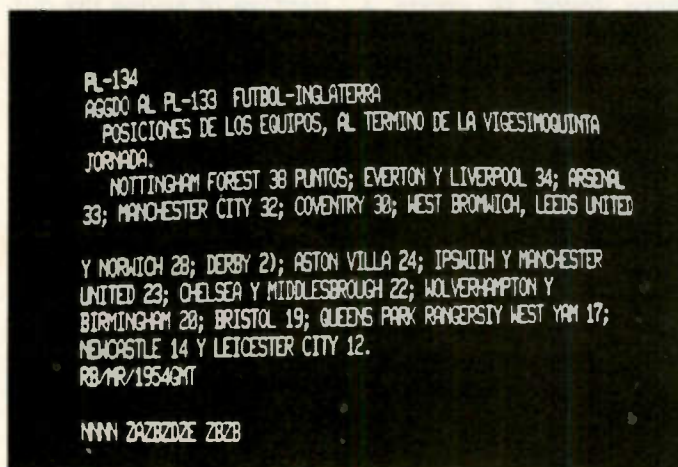 PL-134
AGGDO AL PL-133 FUTBOL-INGLATERRA
POSICIONES DE LOS EQUIPOS, AL TERMINO DE LA VIGESIMOQUINTA
JORNADA.
NOTTINGHAM FOREST 38 PUNTOS; EVERTON Y LIVERPOOL 34; ARSENAL
33; MANCHESTER CITY 32; COVENTRY 30; WEST BROMWICH, LEEDS UNITED
Y NORWICH 28; DERBY 2); ASTON VILLA 24; IPSWIIH Y MANCHESTER
UNITED 23; CHELSEA Y MIDDLESBROUGH 22; WOLVERHAMPTON Y
BIRMINGHAM 20; BRISTOL 19; QUEENS PARK RANGERSIY WEST YAM 17;
NEWCASTLE 14 Y LEICESTER CITY 12.
RB/MR/1954GMT
NNNN ZAZBZDZE ZBZB